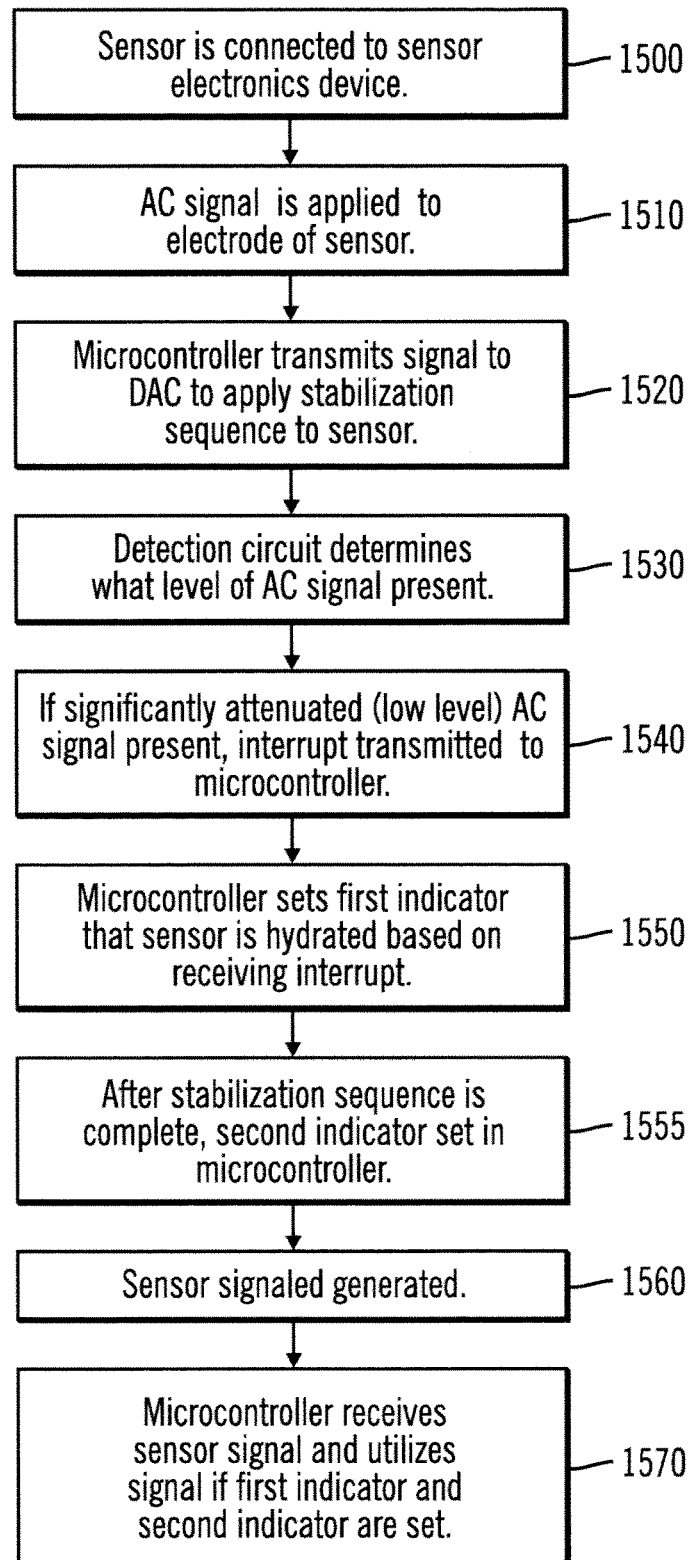 Sensor is connected to sensor
electronics device.
1500
AC signal is applied to
electrode of sensor.
1510
Microcontroller transmits signal to
DAC to apply stabilization
sequence to sensor.
1520
Detection circuit determines
what level of AC signal present.
1530
If significantly attenuated (low level) AC
signal present, interrupt transmitted to
microcontroller.
1540
Microcontroller sets first indicator
that sensor is hydrated based on
receiving interrupt.
1550
After stabilization sequence is
complete, second indicator set in
microcontroller.
1555
Sensor signaled generated.
1560
Microcontroller receives
sensor signal and utilizes
signal if first indicator and
second indicator are set.
1570